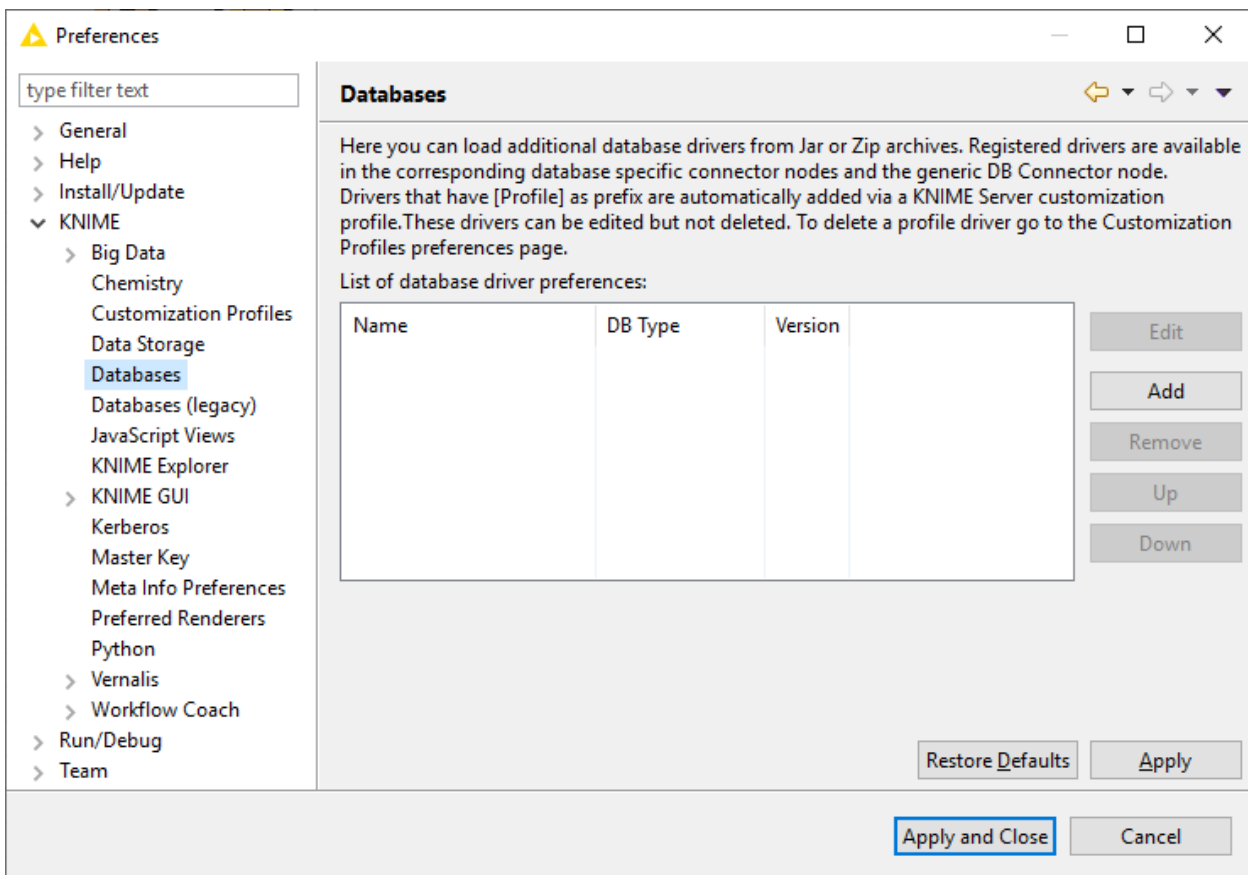 Preferences
type filter text
General
Help
Install/Update
KNIME
Big Data
Chemistry
Customization Profiles
Data Storage
Databases
Databases (legacy)
JavaScript Views
KNIME Explorer
KNIME GUI
Kerberos
Master Key
Meta Info Preferences
Preferred Renderers
Python
Vernalis
Workflow Coach
Run/Debug
Team
Databases
Here you can load additional database drivers from Jar or Zip archives. Registered drivers are available
in the corresponding database specific connector nodes and the generic DB Connector node.
Drivers that have [Profile] as prefix are automatically added via a KNIME Server customization
profile.These drivers can be edited but not deleted. To delete a profile driver go to the Customization
Profiles preferences page.
List of database driver preferences:
Name DB Type Version
Edit
Add
Remove
Up
Down
Restore Defaults Apply
Apply and Close Cancel